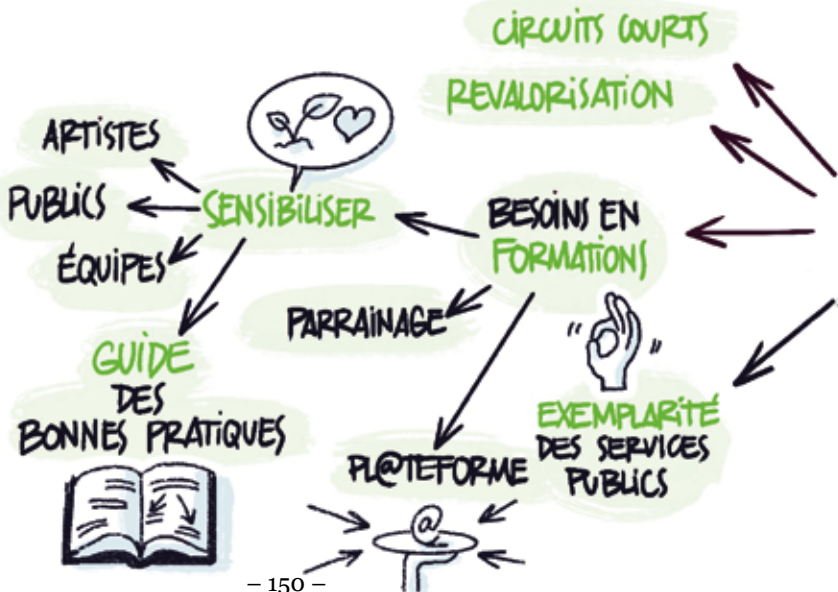 CIRCUITS COURTS
REVALORISATION
ARTISTES
PUBLICS
SENSIBILISER
ÉQUIPES
BESOINS EN
FORMATIONS
PARRAINAGE
GUIDE
DES
BONNES PRATIQUES
EXEMPLARITÉ
DES SERVICES
PUBLICS
PL@TEFORME
@
– 150 –